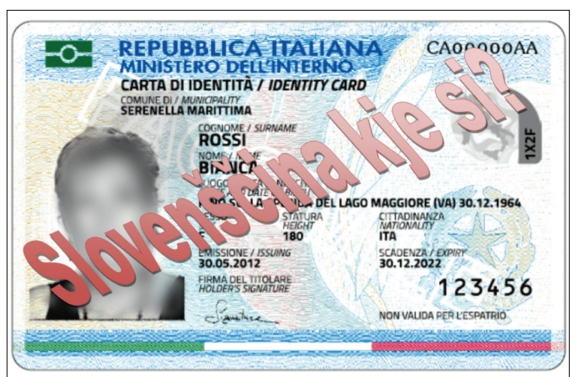 REPUBBLICA ITALIANA
CA00000AA
MINISTERO DELL'INTERNO
CARTA DI IDENTITÀ / IDENTITY CARD
COMUNE DI / MUNICIPALITY
SERENELLA MARITTIMA
COGNOME / SURNAME
ROSSI
1X2F
NOME /
BIANCA
Slovenščina kje si?
DEL LAGO MAGGIORE (VA) 30.12.1964
STATURA
HEIGHT
180
CITTADINANZA
NATIONALITY
ITA
EMISSIONE / ISSUING
30.05.2012
SCADENZA / EXPIRY
30.12.2022
FIRMA DEL TITOLARE
HOLDER'S SIGNATURE
123456
NON VALIDA PER L'ESPATRIO